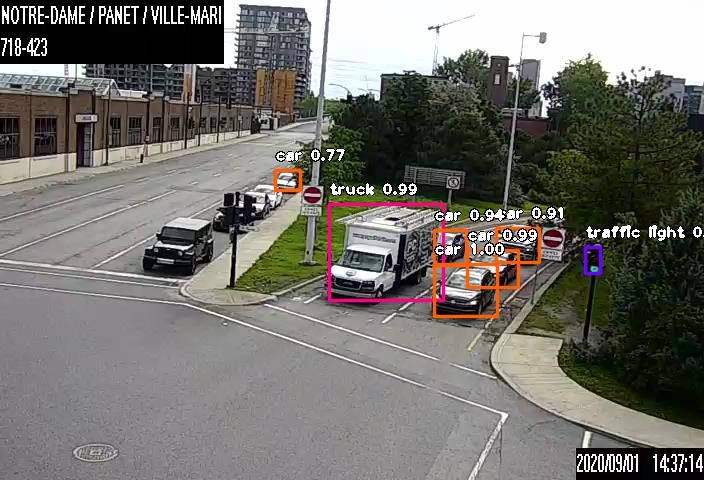 NOTRE-DAME / PANET / VILLE-MARI
718-423
car 0.77
truck 0.99
car 0.94
car 0.91
car 0.99
car 1.00
traffic light 0.
2020/09/01 14:37:14